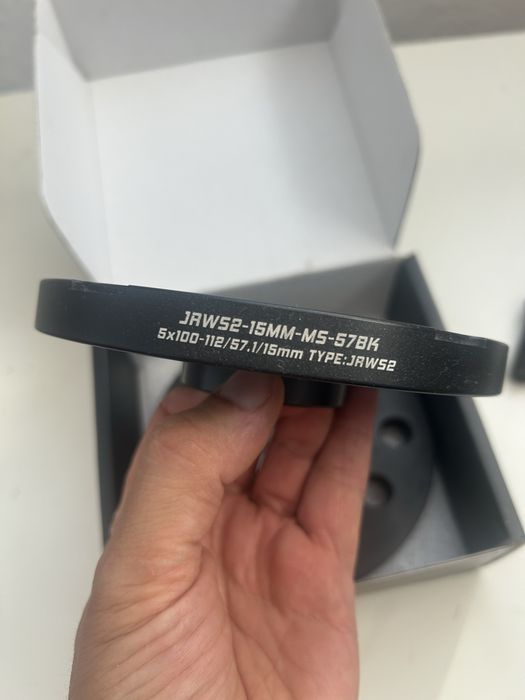 JRWS2-15MM-MS-57BK
5x100-112/57.1/15mm TYPE:JRWS2